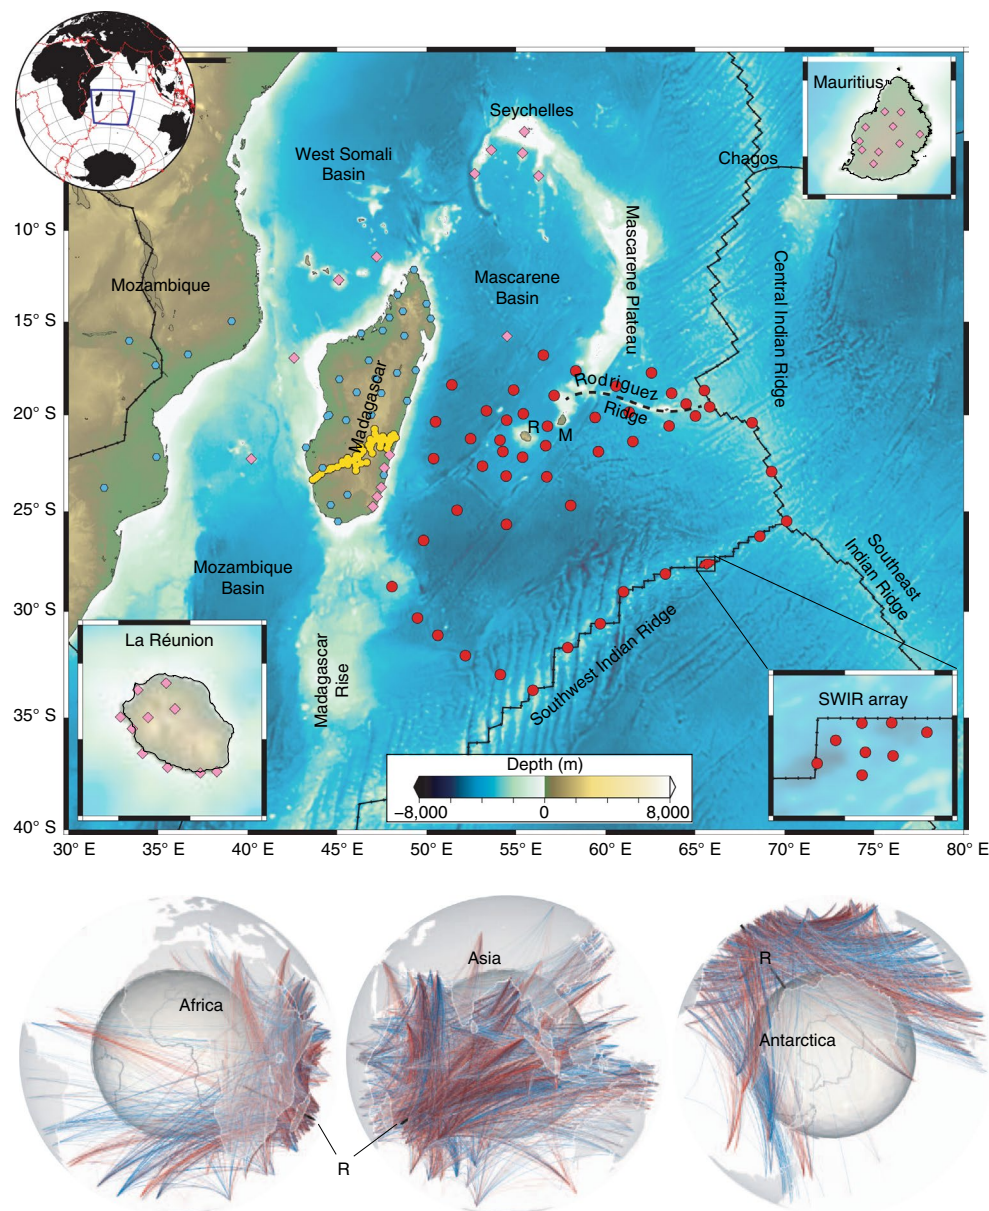 Seychelles
Mauritius
West Somali
Basin
Chagos
10° S
Mozambique
Mascarene
Basin
Mascarene Plateau
Central Indian Ridge
15° S
Madagascar
Rodriguez
Ridge
20° S
R
M
25° S
Mozambique
Basin
Southeast
Indian Ridge
30° S
La Réunion
Madagascar
Rise
Southwest Indian Ridge
SWIR array
35° S
Depth (m)
−8,000
0
8,000
40° S
30° E
35° E
40° E
45° E
50° E
55° E
60° E
65° E
70° E
75° E
80° E
Africa
Asia
R
Antarctica
R